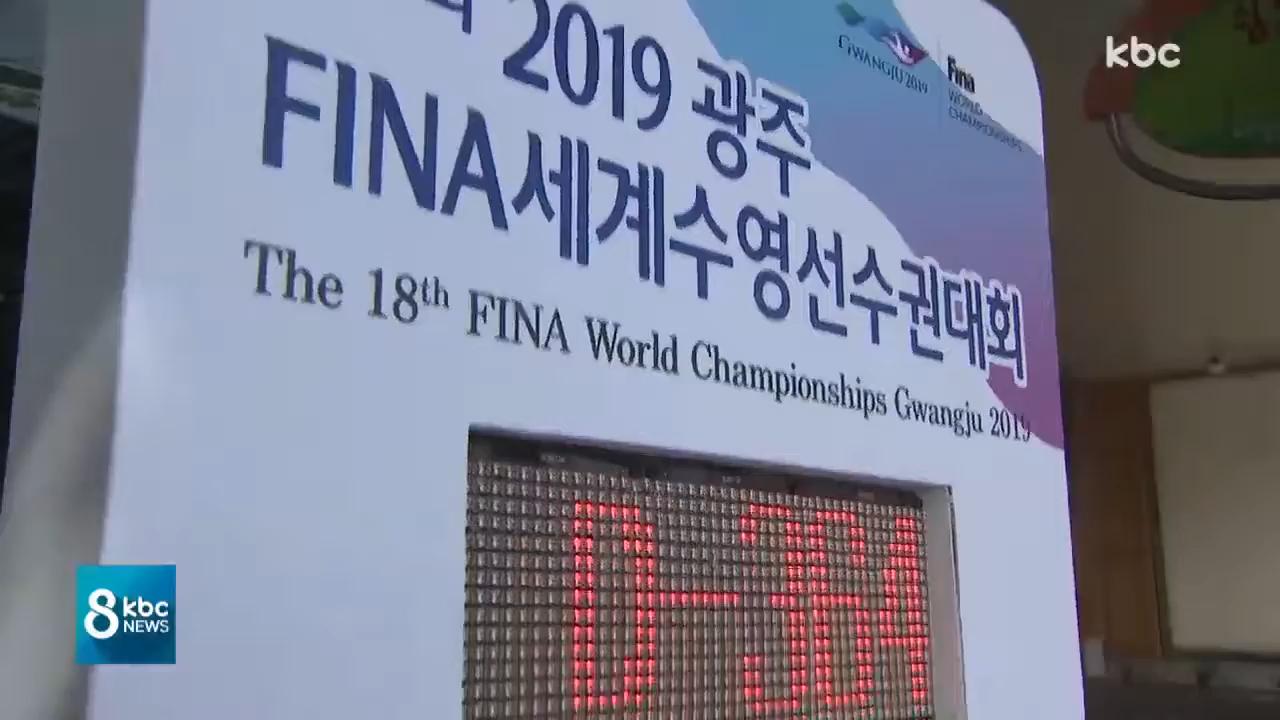 2019 광주
FINA세계수영선수권대회
The 18th FINA World Championships Gwangju 2019
GWANGJU 2019
Fina
WORLD
CHAMPIONSHIPS
kbc
8 kbc
NEWS